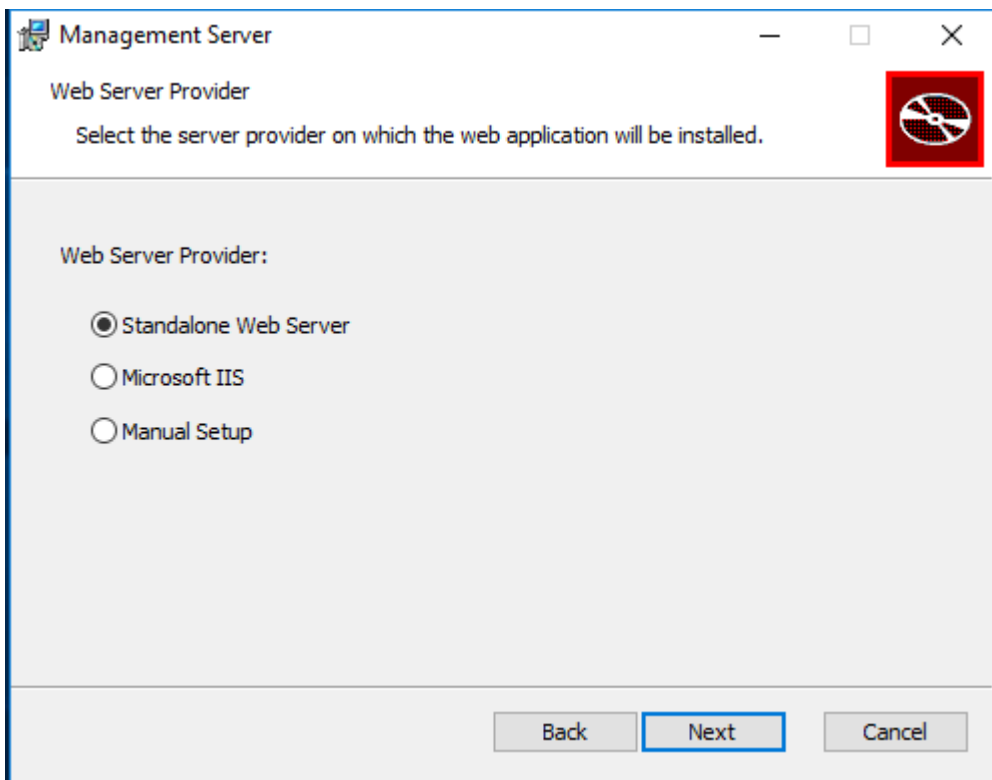 Management Server
Web Server Provider
Select the server provider on which the web application will be installed.
Web Server Provider:
Standalone Web Server
Microsoft IIS
Manual Setup
Back Next Cancel